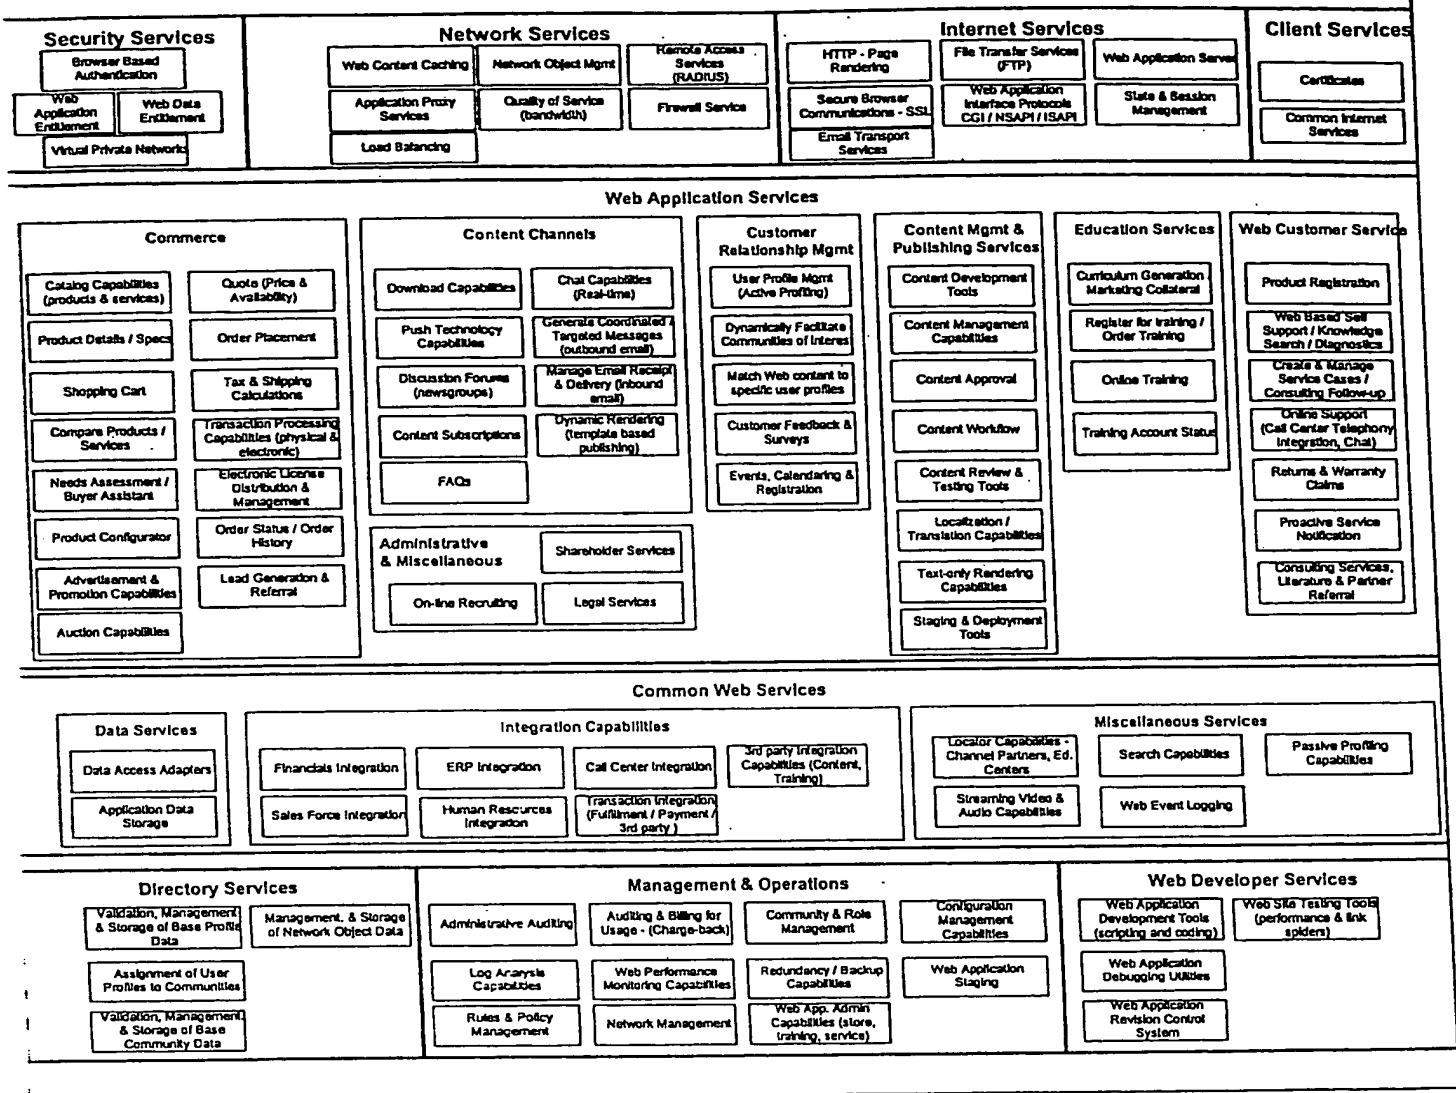 Security Services
Browser Based
Authentication
Web
Application
Entitlement
Web Data
Entitlement
Virtual Private Networks
Network Services
Web Content Caching
Network Object Mgmt
Remote Access
Services
(RADIUS)
Application Proxy
Services
Quality of Service
(bandwidth)
Firewall Service
Load Balancing
Internet Services
HTTP - Page
Rendering
File Transfer Services
(FTP)
Web Application Server
Secure Browser
Communications - SSL
Web Application
Interface Protocols
CGI / NSAPI / ISAPI
State & Session
Management
Email Transport
Services
Client Services
Certificates
Common Internet
Services
Web Application Services
Commerce
Catalog Capabilities
(products & services)
Quote (Price &
Availability)
Product Details / Specs
Order Placement
Shopping Cart
Tax & Shipping
Calculations
Compare Products /
Services
Transaction Processing
Capabilities (physical &
electronic)
Needs Assessment /
Buyer Assistant
Electronic License
Distribution &
Management
Product Configurator
Order Status / Order
History
Advertisement &
Promotion Capabilities
Lead Generation &
Referral
Auction Capabilities
Content Channels
Download Capabilities
Chat Capabilities
(Real-time)
Push Technology
Capabilities
Generate Coordinated /
Targeted Messages
(outbound email)
Discussion Forums
(newsgroups)
Manage Email Receipt
& Delivery (inbound
email)
Content Subscriptions
Dynamic Rendering
(template based
publishing)
FAQs
Administrative
& Miscellaneous
Shareholder Services
On-line Recruiting
Legal Services
Customer
Relationship Mgmt
User Profile Mgmt
(Active Profiling)
Dynamically Facilitate
Communities of Interes
Match Web content to
specific user profiles
Customer Feedback &
Surveys
Events, Calendaring &
Registration
Content Mgmt &
Publishing Services
Content Development
Tools
Content Management
Capabilities
Content Approval
Content Workflow
Content Review &
Testing Tools
Localization /
Translation Capabilities
Text-only Rendering
Capabilities
Staging & Deployment
Tools
Education Services
Curriculum Generation /
Marketing Collateral
Register for training /
Order Training
Online Training
Training Account Status
Web Customer Service
Product Registration
Web Based Self
Support / Knowledge
Search / Diagnostics
Create & Manage
Service Cases /
Consulting Follow-up
Online Support
(Call Center Telephony
Integration, Chat)
Returns & Warranty
Claims
Proactive Service
Notification
Consulting Services,
Literature & Partner
Referral
Common Web Services
Data Services
Data Access Adapters
Application Data
Storage
Integration Capabilities
Financials Integration
ERP Integration
Call Center Integration
3rd party Integration
Capabilities (Content,
Training)
Sales Force Integration
Human Resources
Integration
Transaction Integration
(Fulfillment / Payment /
3rd party )
Miscellaneous Services
Locator Capabilities -
Channel Partners, Ed.
Centers
Search Capabilities
Passive Profiling
Capabilities
Streaming Video &
Audio Capabilities
Web Event Logging
Directory Services
Validation, Management
& Storage of Base Profile
Data
Management, & Storage
of Network Object Data
Assignment of User
Profiles to Communities
Validation, Management,
& Storage of Base
Community Data
Management & Operations
Administrative Auditing
Auditing & Billing for
Usage - (Charge-back)
Community & Role
Management
Configuration
Management
Capabilities
Log Analysis
Capabilities
Web Performance
Monitoring Capabilities
Redundancy / Backup
Capabilities
Web Application
Staging
Rules & Policy
Management
Network Management
Web App. Admin
Capabilities (store,
training, service)
Web Developer Services
Web Application
Development Tools
(scripting and coding)
Web Site Testing Tools
(performance & link
spiders)
Web Application
Debugging Utilities
Web Application
Revision Control
System